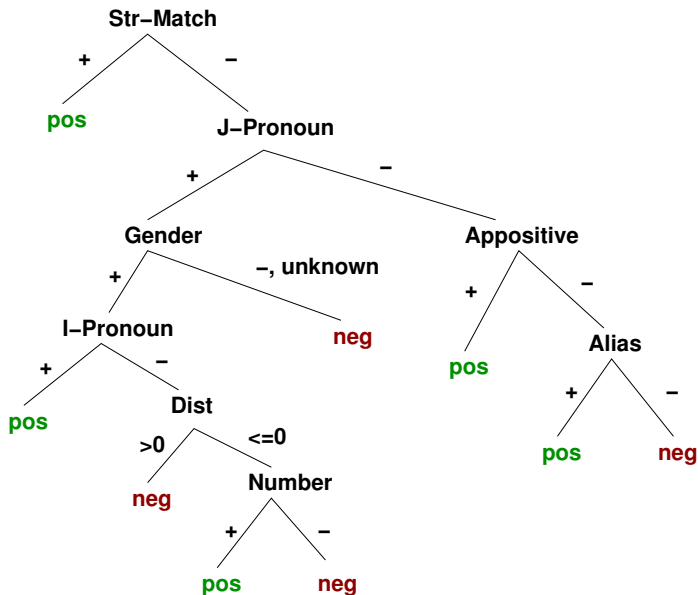 Str–Match
+ –
pos
J–Pronoun
+ –
Gender Appositive
+ –, unknown + –
I–Pronoun neg Alias
+ – pos + –
pos Dist pos neg
>0 <=0
neg Number
+ –
pos neg